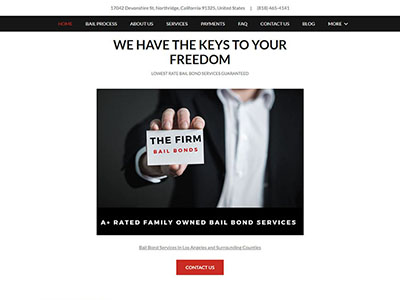 17042 Devonshire St, Northridge, California 91325, United States | (818) 465-4141
HOME BAIL PROCESS ABOUT US SERVICES PAYMENTS FAQ CONTACT US BLOG MORE
WE HAVE THE KEYS TO YOUR
FREEDOM
LOWEST RATE BAIL BOND SERVICES GUARANTEED
THE FIRM
BAIL BONDS
A+ RATED FAMILY OWNED BAIL BOND SERVICES
Bail Bond Services in Los Angeles and Surrounding Counties
CONTACT US